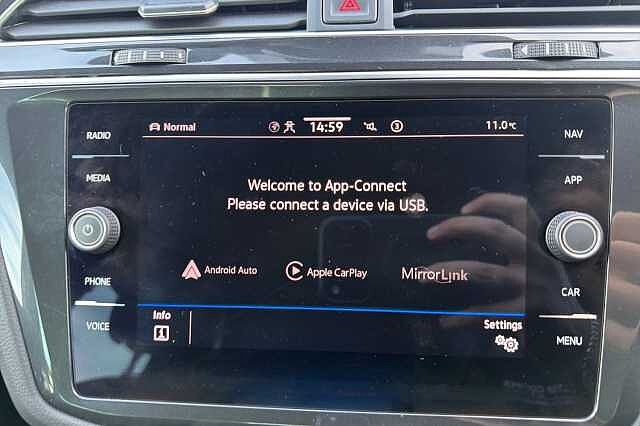 RADIO
MEDIA
PHONE
VOICE
Normal
14:59
3
11.0°C
Welcome to App-Connect
Please connect a device via USB.
Android Auto
Apple CarPlay
MirrorLink
Info
Settings
NAV
APP
CAR
MENU